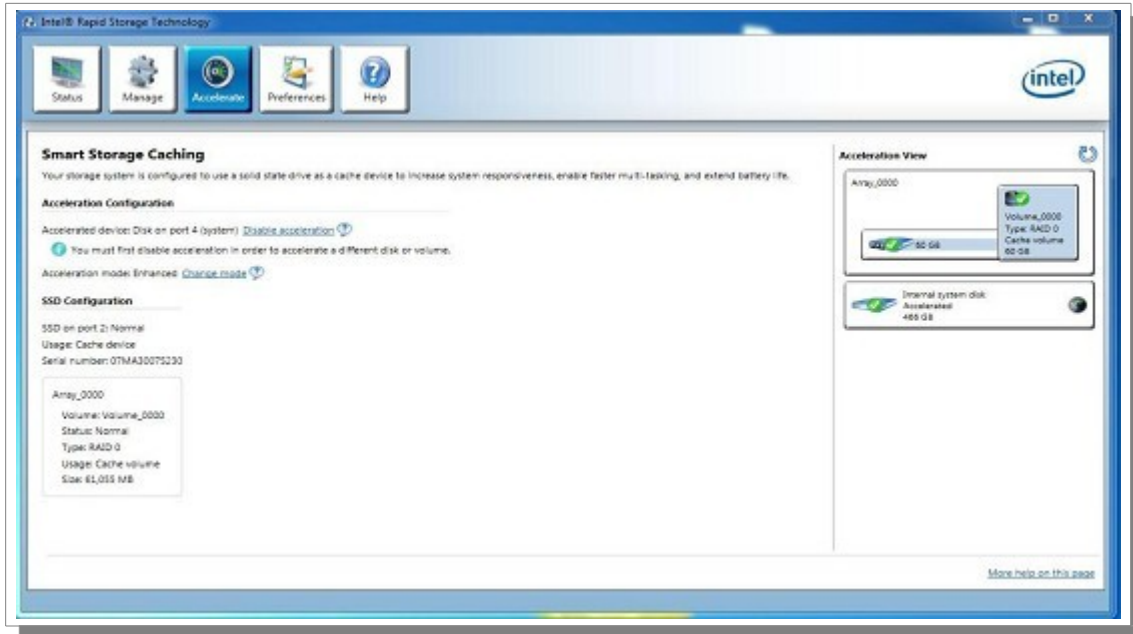 Intel® Rapid Storage Technology
Status
Manage
Accelerate
Preferences
Help
intel
Smart Storage Caching
Your storage system is configured to use a solid state drive as a cache device to increase system responsiveness, enable faster multi-tasking, and extend battery life.
Acceleration Configuration
Accelerated device: Disk on port 4 (system) Disable acceleration ?
You must first disable acceleration in order to accelerate a different disk or volume.
Acceleration mode: Enhanced Change mode ?
SSD Configuration
SSD on port 2: Normal
Usage: Cache device
Serial number: 07MA30075230
Array_0000
Volume: Volume_0000
Status: Normal
Type: RAID 0
Usage: Cache volume
Size: 61,055 MB
Acceleration View
Array_0000
60 GB
Volume_0000
Type: RAID 0
Cache volume
60 GB
Internal system disk
Accelerated
466 GB
More help on this page